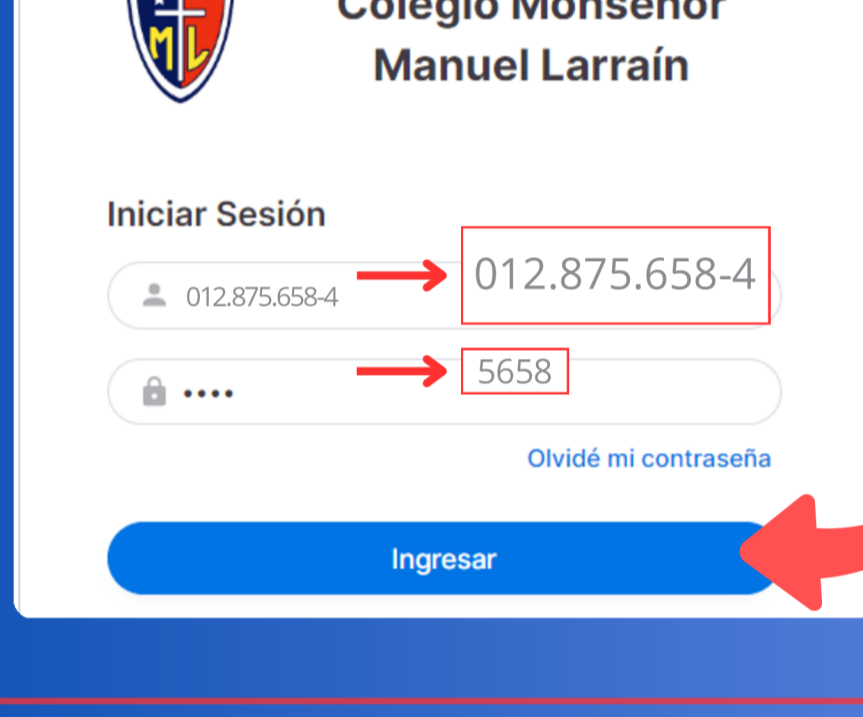 Colegio Monseñor
Manuel Larraín
ML
Iniciar Sesión
012.875.658-4
012.875.658-4
••••
5658
Olvidé mi contraseña
Ingresar